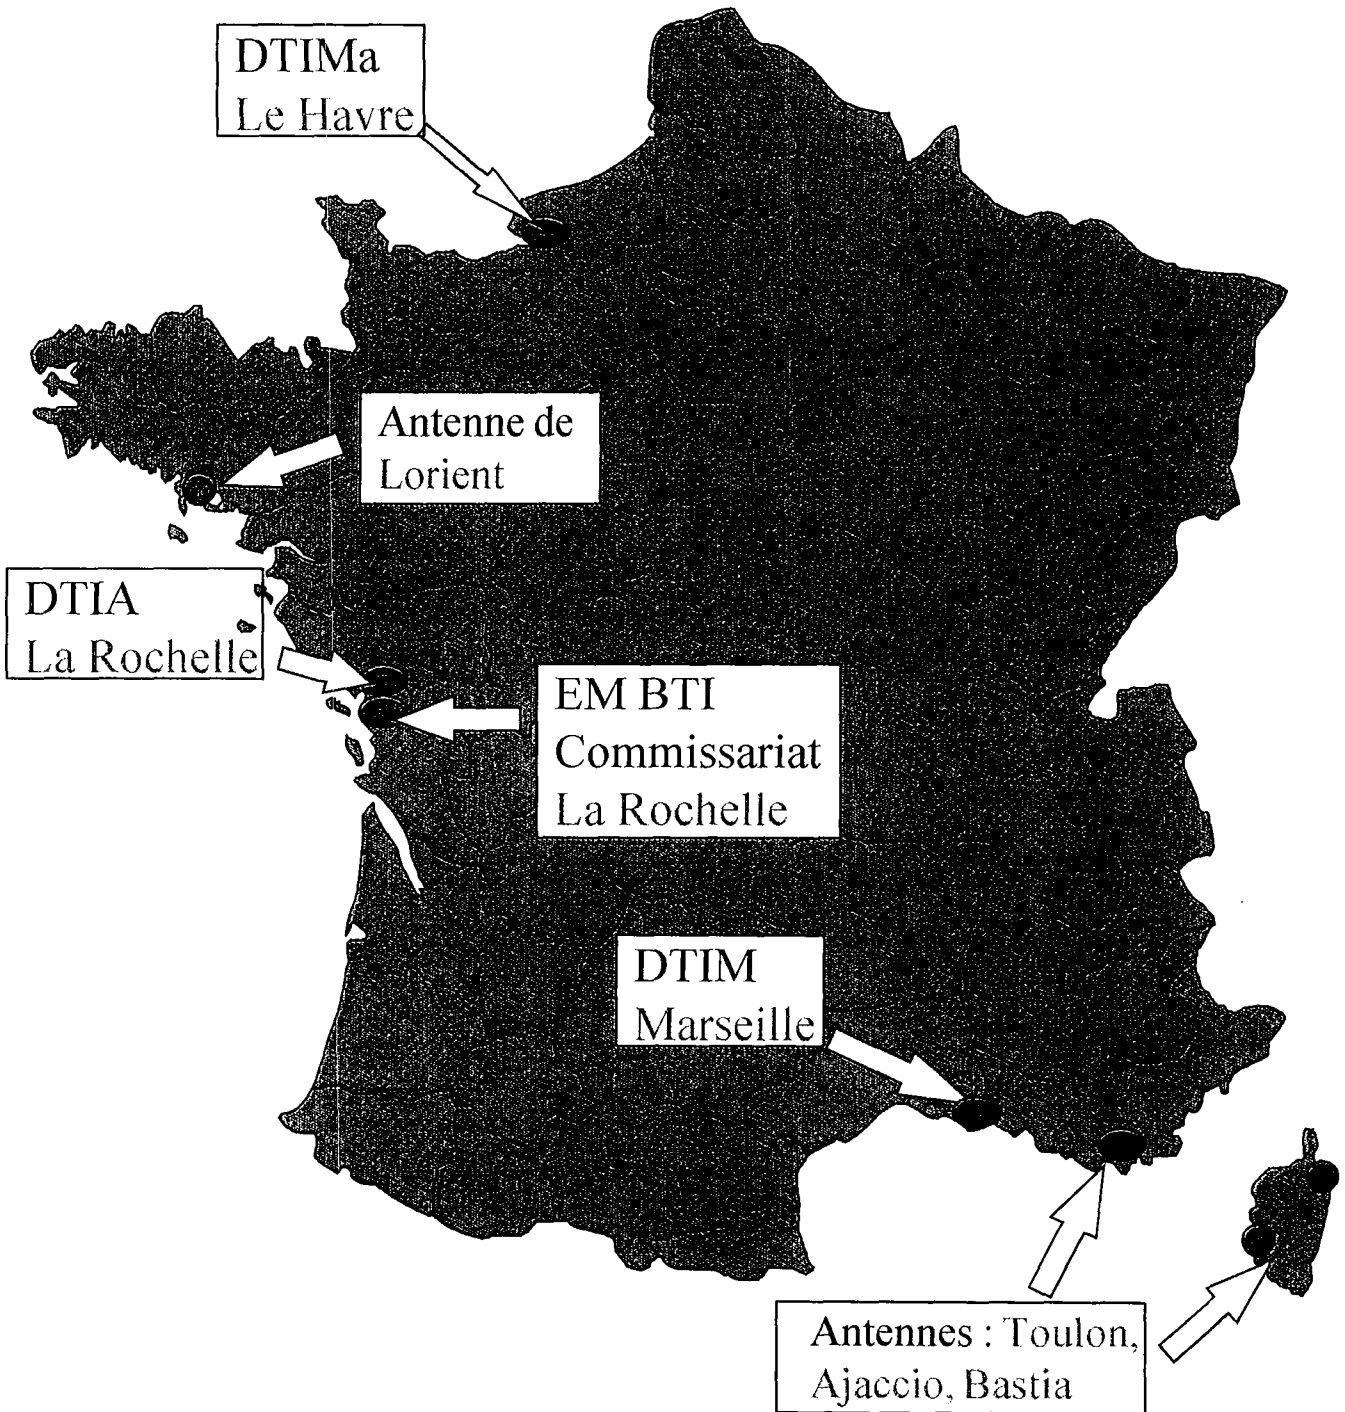 DTIMa
Le Havre
Antenne de
Lorient
DTIA
La Rochelle
EM BTI
Commissariat
La Rochelle
DTIM
Marseille
Antennes : Toulon,
Ajaccio, Bastia